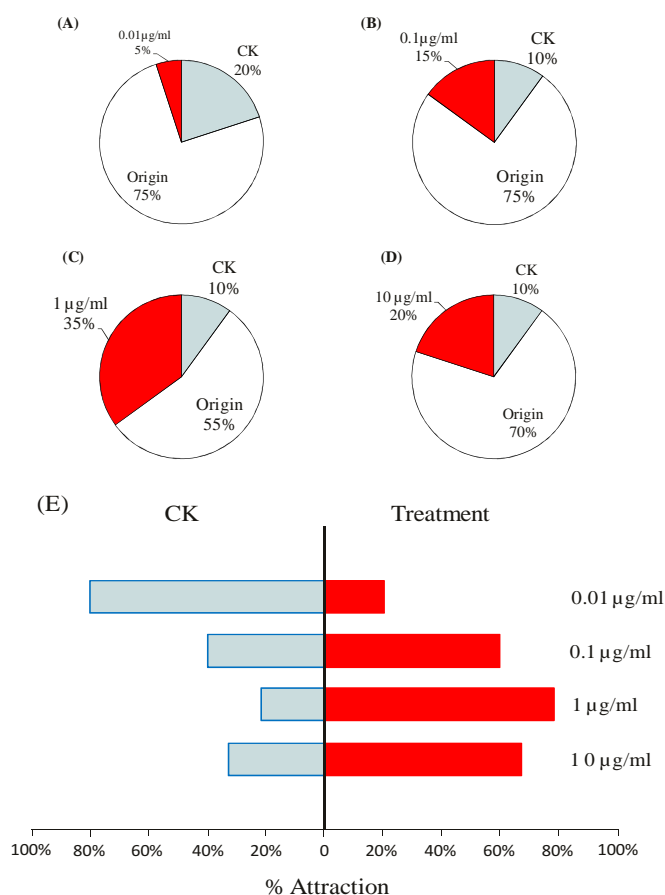 (A)
0.01µg/ml
5%
CK
20%
Origin
75%
(B)
0.1µg/ml
15%
CK
10%
Origin
75%
(C)
1 µg/ml
35%
CK
10%
Origin
55%
(D)
10 µg/ml
20%
CK
10%
Origin
70%
(E)
CK Treatment
0.01 µg/ml
0.1 µg/ml
1 µg/ml
1 0 µg/ml
100% 80% 60% 40% 20% 0 20% 40% 60% 80% 100%
% Attraction